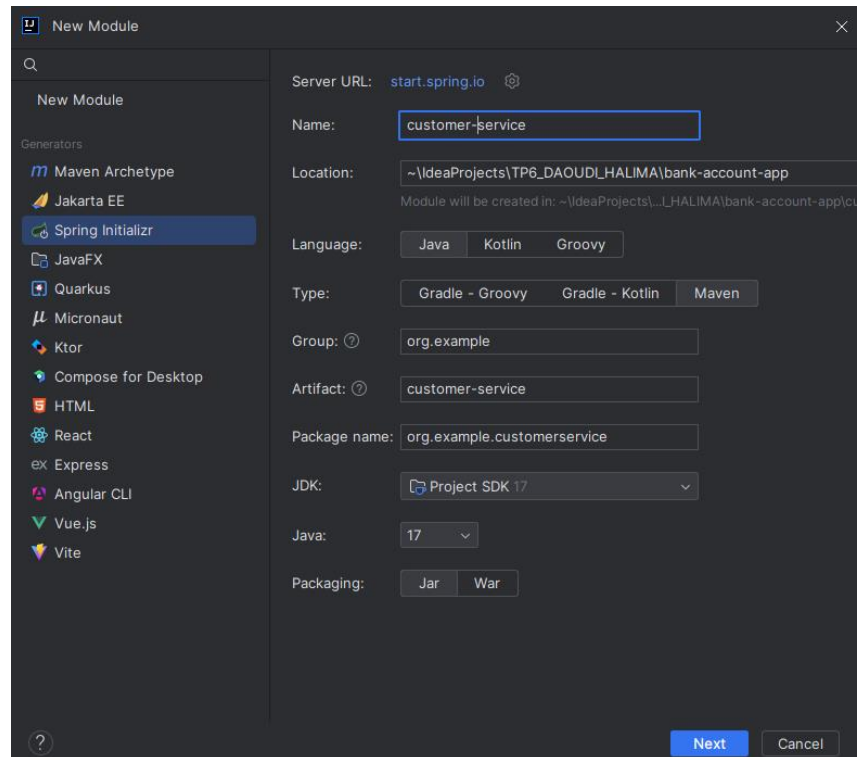 New Module
New Module
Generators
Maven Archetype
Jakarta EE
Spring Initializr
JavaFX
Quarkus
Micronaut
Ktor
Compose for Desktop
HTML
React
ex Express
Angular CLI
Vue.js
Vite
?
Server URL: start.spring.io
Name: customer-service
Location: ~\IdeaProjects\TP6_DAOUDI_HALIMA\bank-account-app
Module will be created in: ~\IdeaProjects\...I_HALIMA\bank-account-app\cu
Language: Java Kotlin Groovy
Type: Gradle - Groovy Gradle - Kotlin Maven
Group: ? org.example
Artifact: ? customer-service
Package name: org.example.customerservice
JDK: Project SDK 17
Java: 17
Packaging: Jar War
Next Cancel